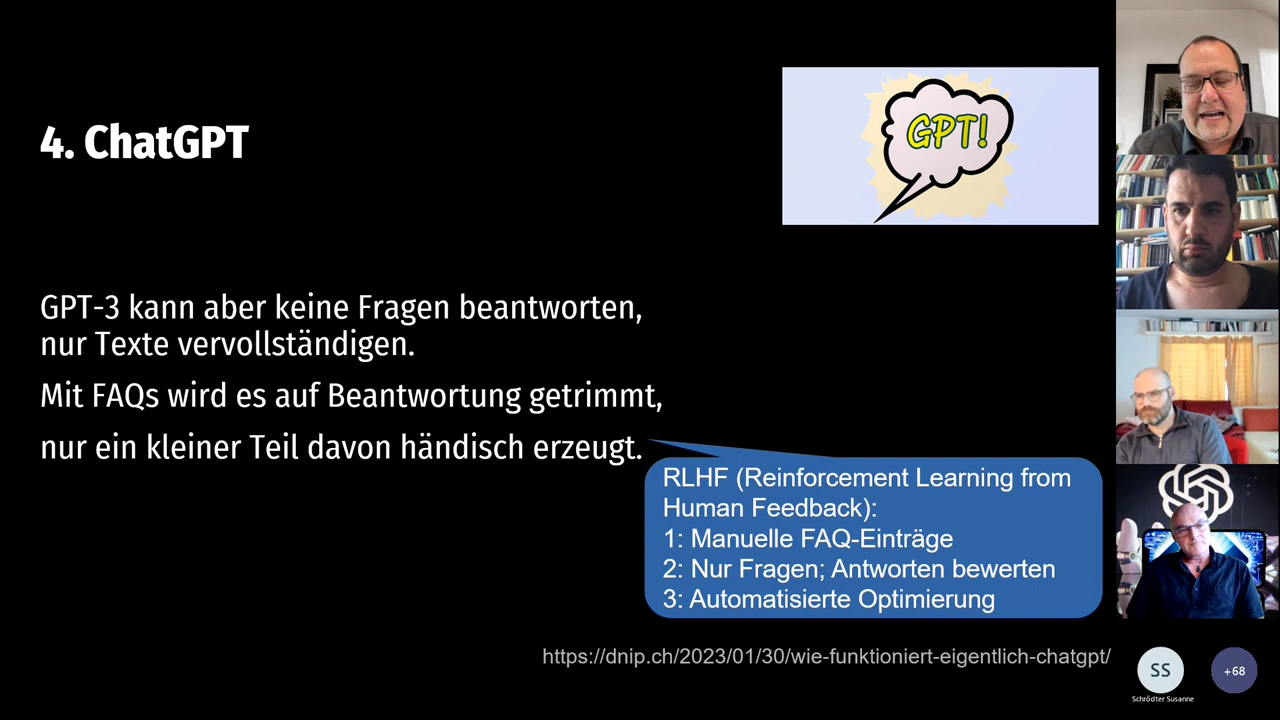 4. ChatGPT
GPT!
GPT-3 kann aber keine Fragen beantworten,
nur Texte vervollständigen.
Mit FAQs wird es auf Beantwortung getrimmt,
nur ein kleiner Teil davon händisch erzeugt.
RLHF (Reinforcement Learning from
Human Feedback):
1: Manuelle FAQ-Einträge
2: Nur Fragen; Antworten bewerten
3: Automatisierte Optimierung
https://dnip.ch/2023/01/30/wie-funktioniert-eigentlich-chatgpt/
SS
Schrödter Susanne
+68